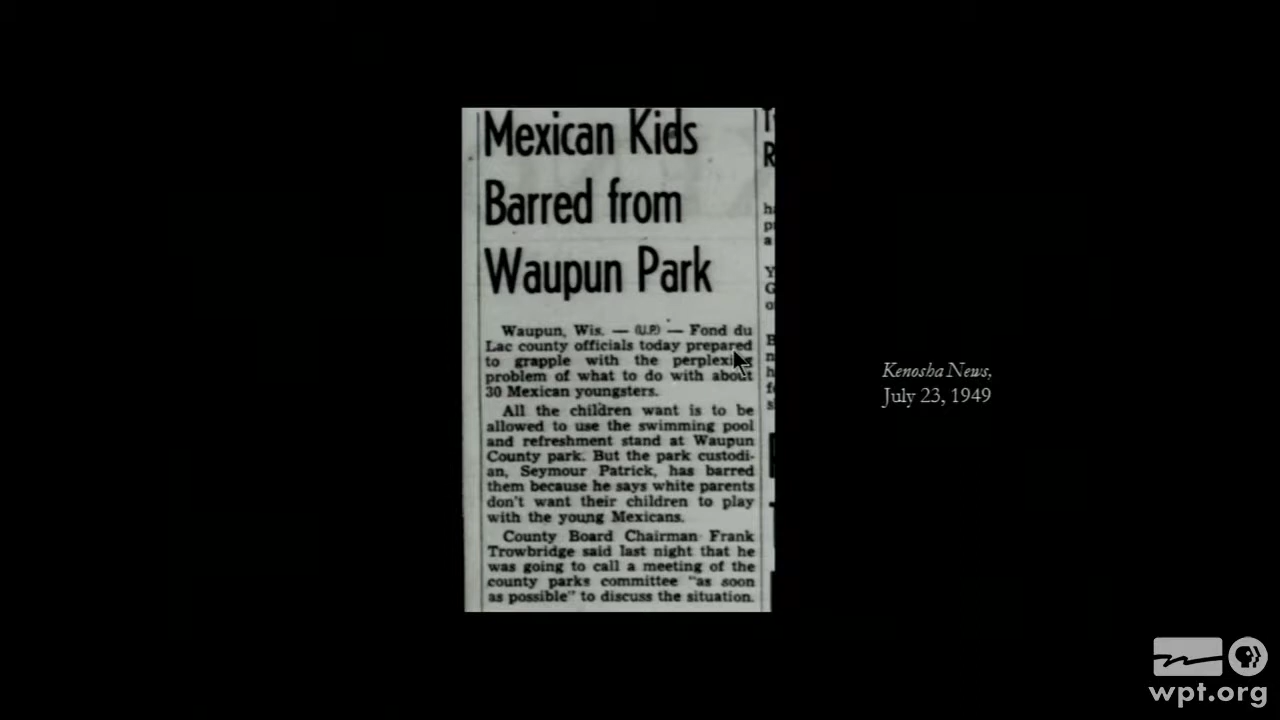 Mexican Kids
Barred from
Waupun Park
Waupun, Wis. — (U.P.) — Fond du
Lac county officials today prepared
to grapple with the perplexing
problem of what to do with about
30 Mexican youngsters.
All the children want is to be
allowed to use the swimming pool
and refreshment stand at Waupun
County park. But the park custodi-
an, Seymour Patrick, has barred
them because he says white parents
don't want their children to play
with the young Mexicans.
County Board Chairman Frank
Trowbridge said last night that he
was going to call a meeting of the
county parks committee "as soon
as possible" to discuss the situation.
Kenosha News,
July 23, 1949
wpt.org